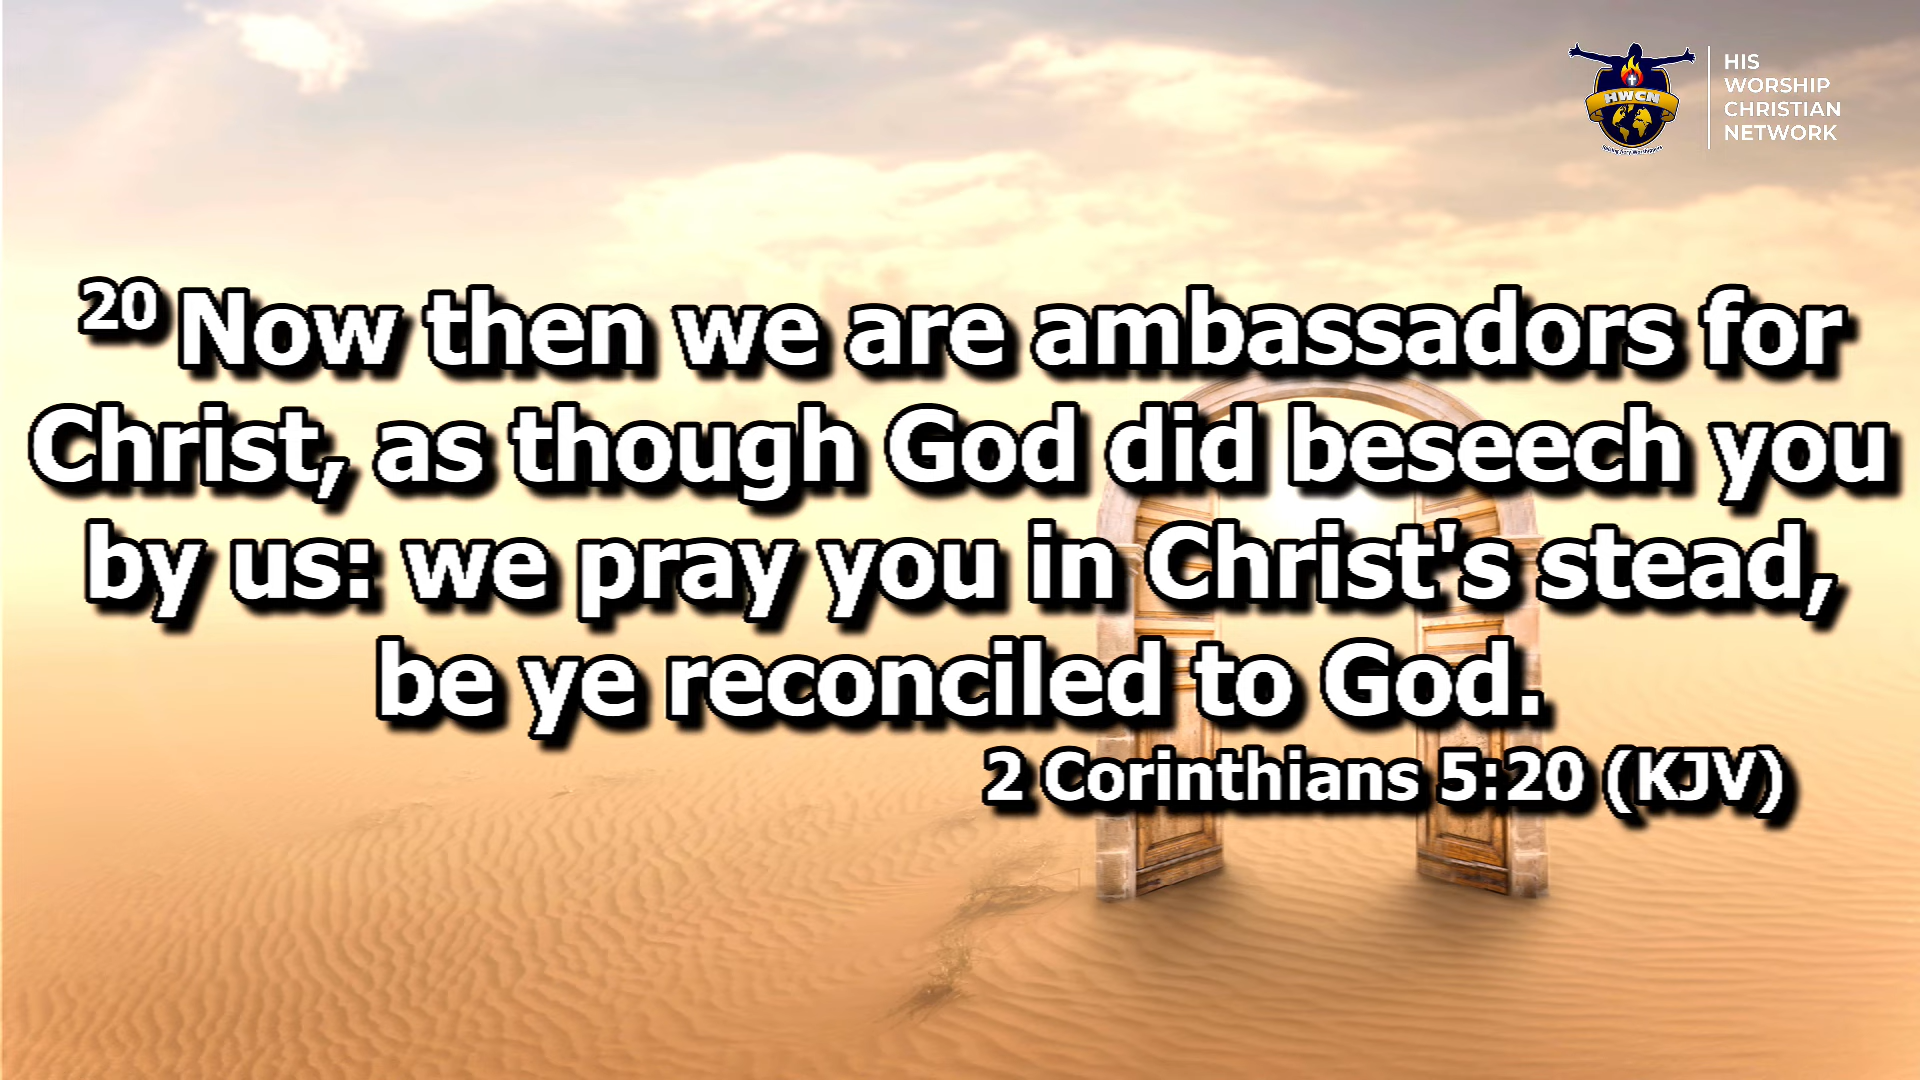 HIS
WORSHIP
CHRISTIAN
NETWORK
HWCN
20 Now then we are ambassadors for
Christ, as though God did beseech you
by us: we pray you in Christ's stead,
be ye reconciled to God.
2 Corinthians 5:20 (KJV)